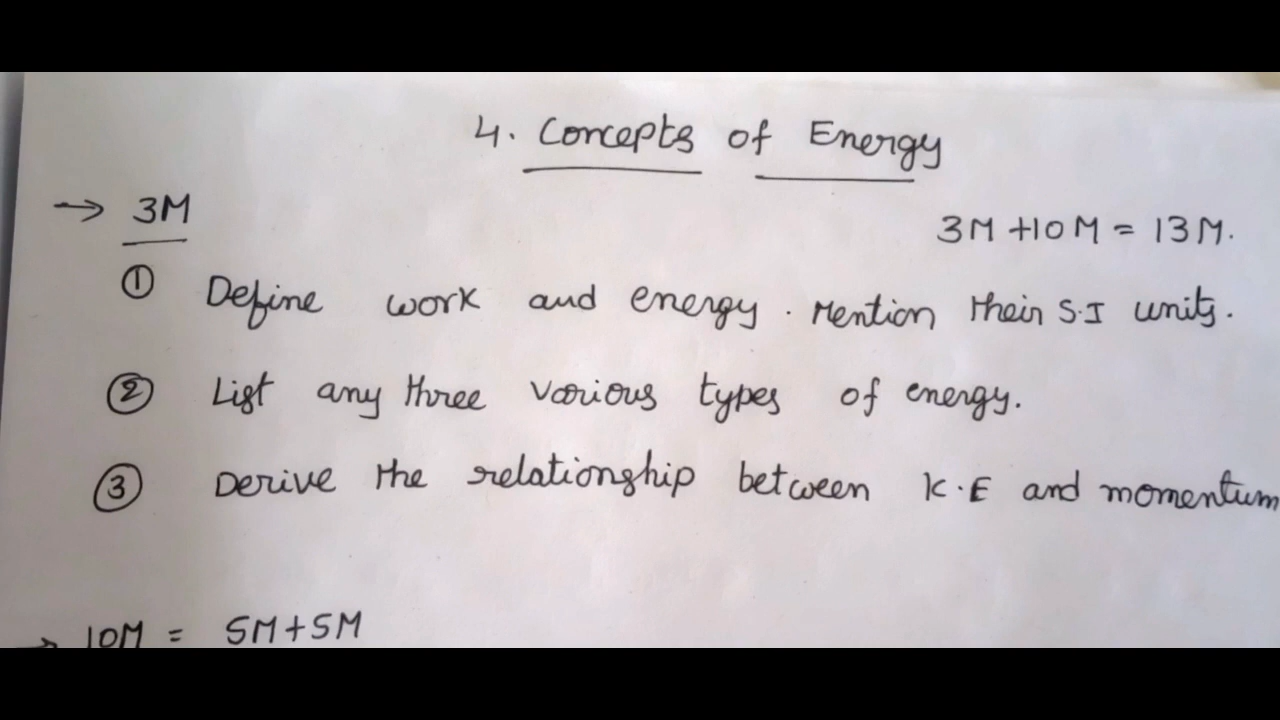 4. Concepts of Energy
→ 3M
3M+10M = 13M.
① Define work and energy. Mention their S.I units.
② List any three various types of energy.
③ Derive the relationship between K.E and momentum
→ 10M = 5M+5M